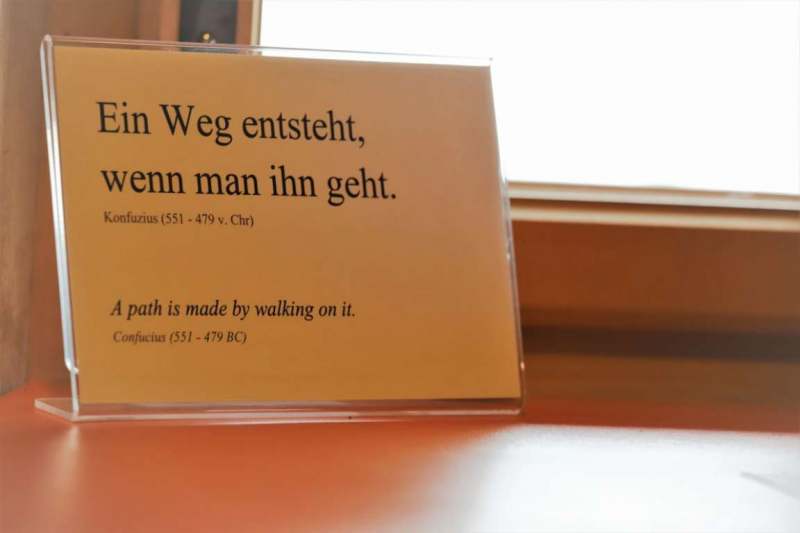 Ein Weg entsteht,
wenn man ihn geht.
Konfuzius (551 - 479 v. Chr)
A path is made by walking on it.
Confucius (551 - 479 BC)